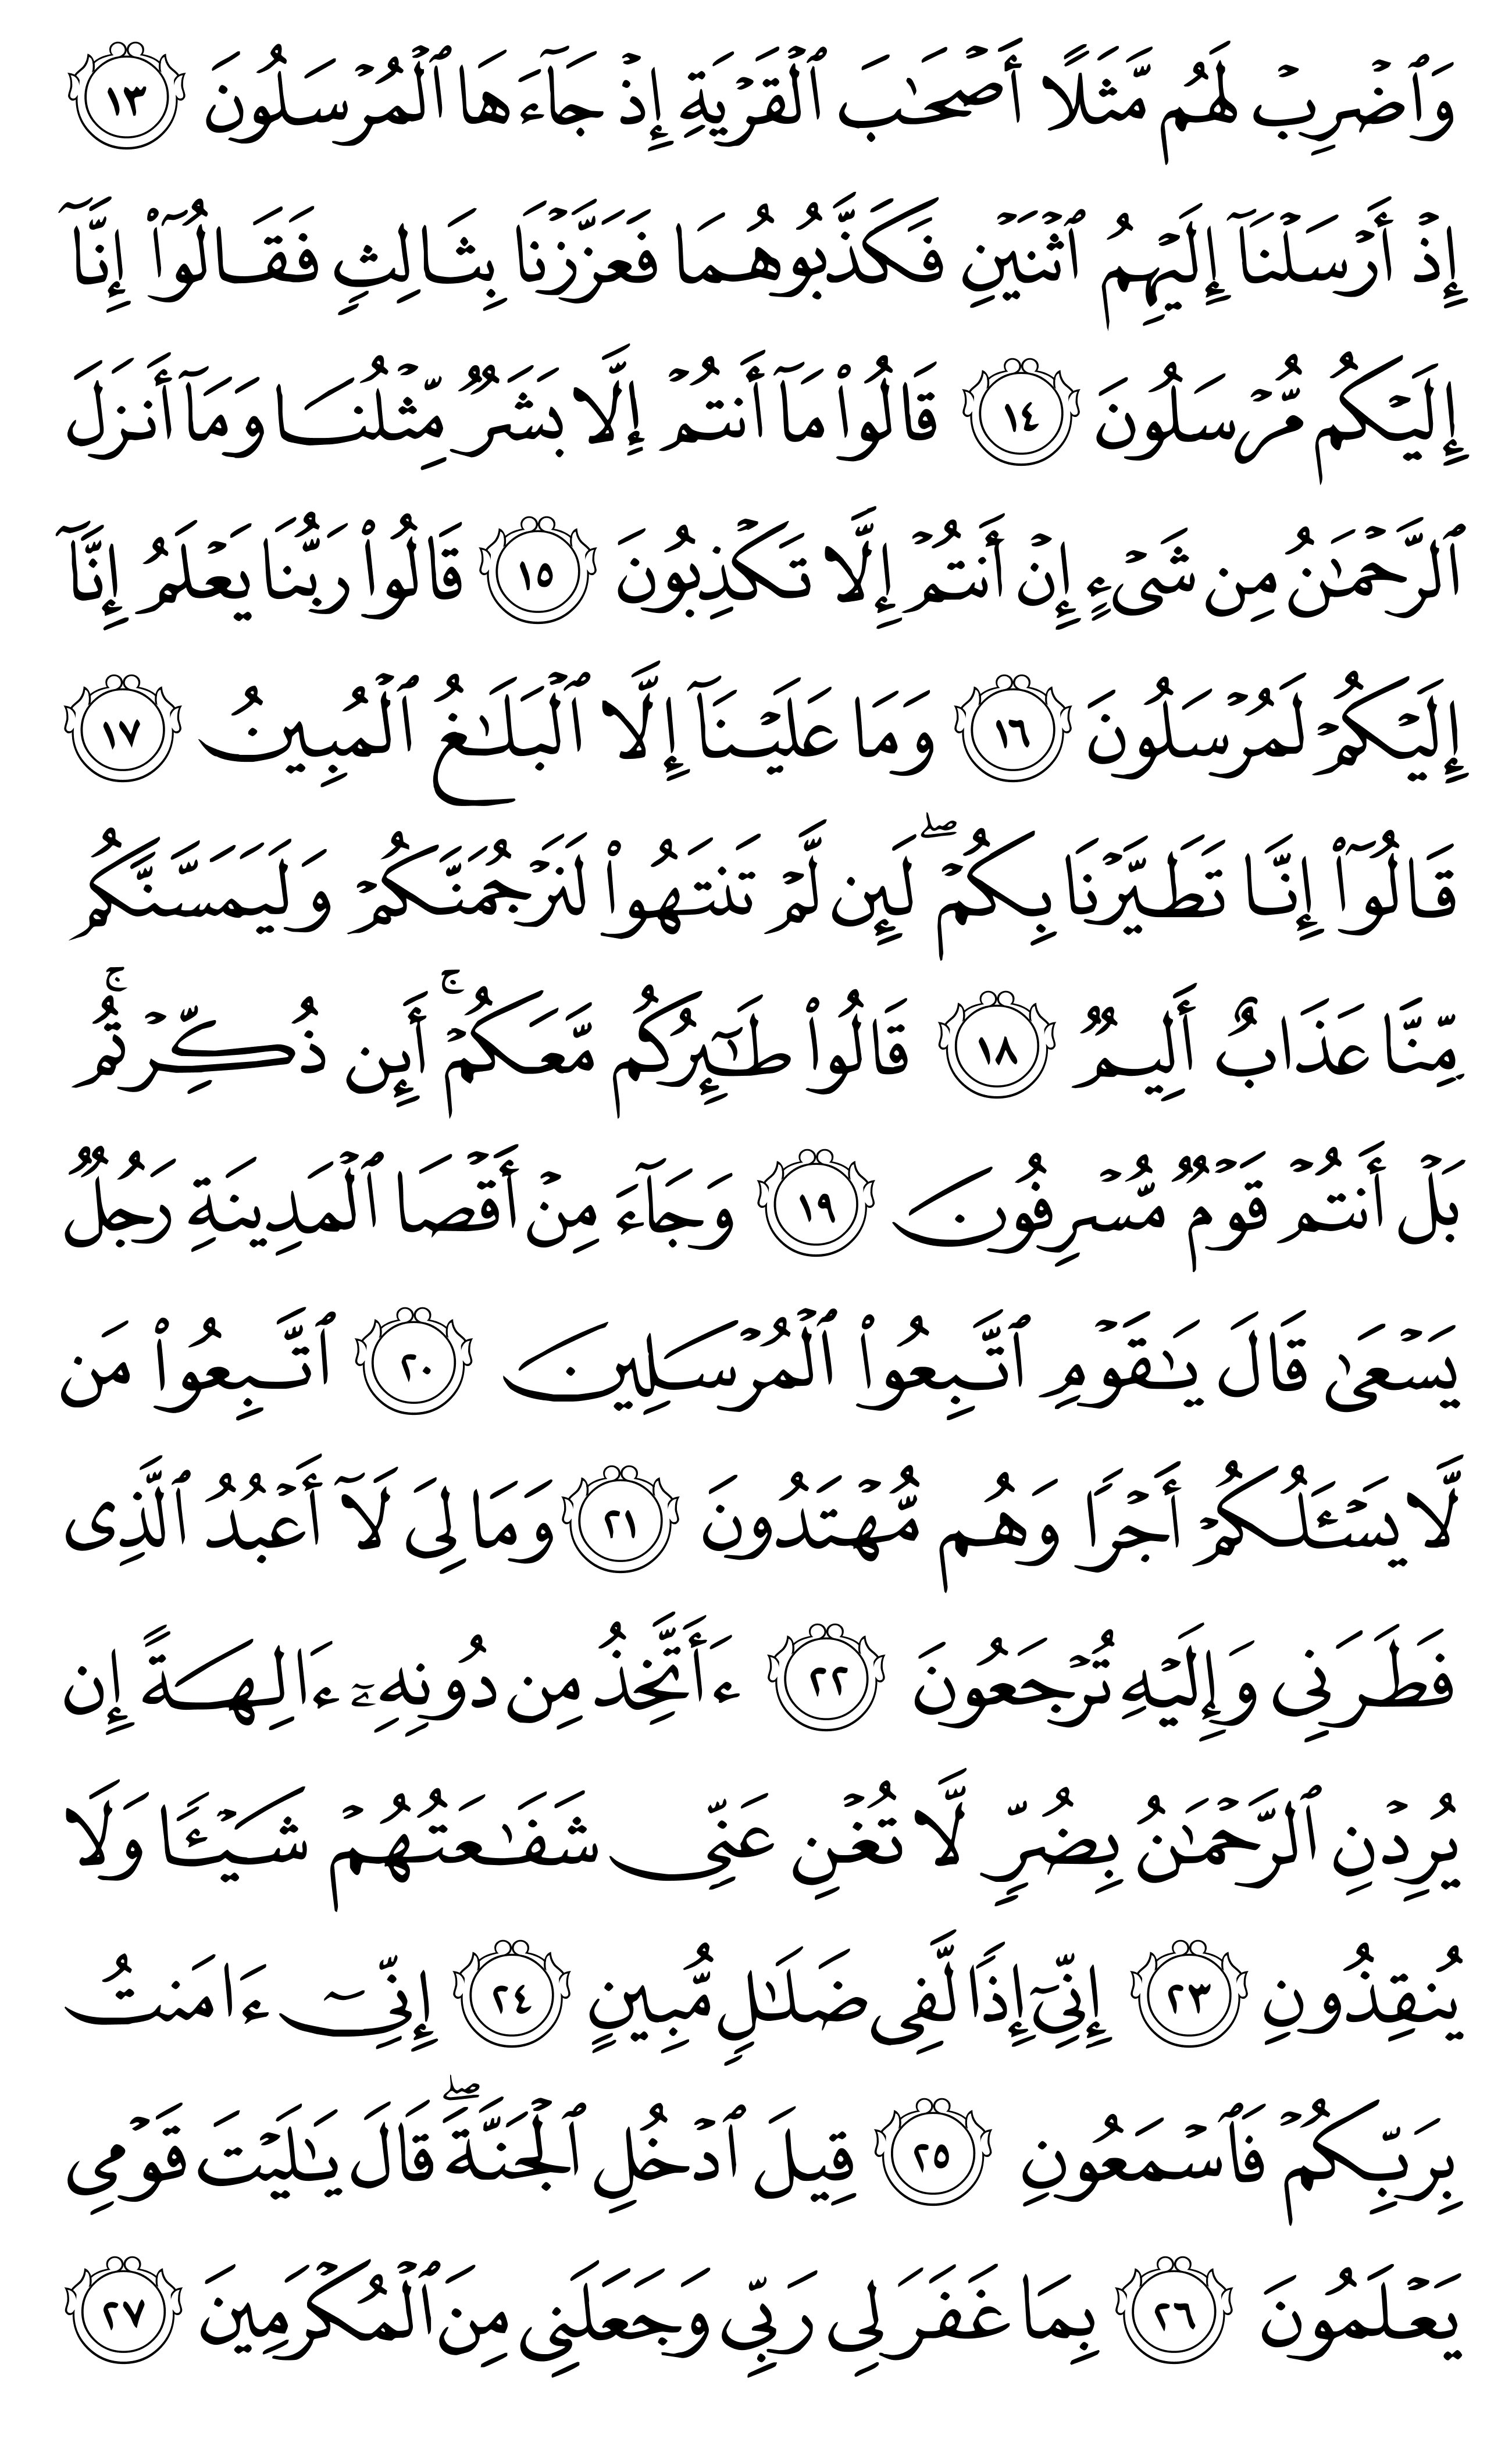 وَٱضْرِبْ لَهُم مَّثَلًا أَصْحَٰبَ ٱلْقَرْيَةِ إِذْ جَآءَهَا ٱلْمُرْسَلُونَ ١٣
إِذْ أَرْسَلْنَآ إِلَيْهِمُ ٱثْنَيْنِ فَكَذَّبُوهُمَا فَعَزَّزْنَا بِثَالِثٍ فَقَالُوٓا۟ إِنَّآ
إِلَيْكُم مُّرْسَلُونَ ١٤ قَالُوا۟ مَآ أَنتُمْ إِلَّا بَشَرٌ مِّثْلُنَا وَمَآ أَنزَلَ
ٱلرَّحْمَٰنُ مِن شَىْءٍ إِنْ أَنتُمْ إِلَّا تَكْذِبُونَ ١٥ قَالُوا۟ رَبُّنَا يَعْلَمُ إِنَّآ
إِلَيْكُمْ لَمُرْسَلُونَ ١٦ وَمَا عَلَيْنَآ إِلَّا ٱلْبَلَٰغُ ٱلْمُبِينُ ١٧
قَالُوٓا۟ إِنَّا تَطَيَّرْنَا بِكُمْ ۖ لَئِن لَّمْ تَنتَهُوا۟ لَنَرْجُمَنَّكُمْ وَلَيَمَسَّنَّكُم
مِّنَّا عَذَابٌ أَلِيمٌ ١٨ قَالُوا۟ طَٰٓئِرُكُم مَّعَكُمْ ۚ أَئِن ذُكِّرْتُم ۚ
بَلْ أَنتُمْ قَوْمٌ مُّسْرِفُونَ ١٩ وَجَآءَ مِنْ أَقْصَا ٱلْمَدِينَةِ رَجُلٌ
يَسْعَىٰ قَالَ يَٰقَوْمِ ٱتَّبِعُوا۟ ٱلْمُرْسَلِينَ ٢٠ ٱتَّبِعُوا۟ مَن
لَّا يَسْـَٔلُكُمْ أَجْرًا وَهُم مُّهْتَدُونَ ٢١ وَمَا لِىَ لَآ أَعْبُدُ ٱلَّذِى
فَطَرَنِى وَإِلَيْهِ تُرْجَعُونَ ٢٢ ءَأَتَّخِذُ مِن دُونِهِۦٓ ءَالِهَةً إِن
يُرِدْنِ ٱلرَّحْمَٰنُ بِضُرٍّ لَّا تُغْنِ عَنِّى شَفَٰعَتُهُمْ شَيْـًٔا وَلَا
يُنقِذُونِ ٢٣ إِنِّىٓ إِذًا لَّفِى ضَلَٰلٍ مُّبِينٍ ٢٤ إِنِّىٓ ءَامَنتُ
بِرَبِّكُمْ فَٱسْمَعُونِ ٢٥ قِيلَ ٱدْخُلِ ٱلْجَنَّةَ ۖ قَالَ يَٰلَيْتَ قَوْمِى
يَعْلَمُونَ ٢٦ بِمَا غَفَرَ لِى رَبِّى وَجَعَلَنِى مِنَ ٱلْمُكْرَمِينَ ٢٧